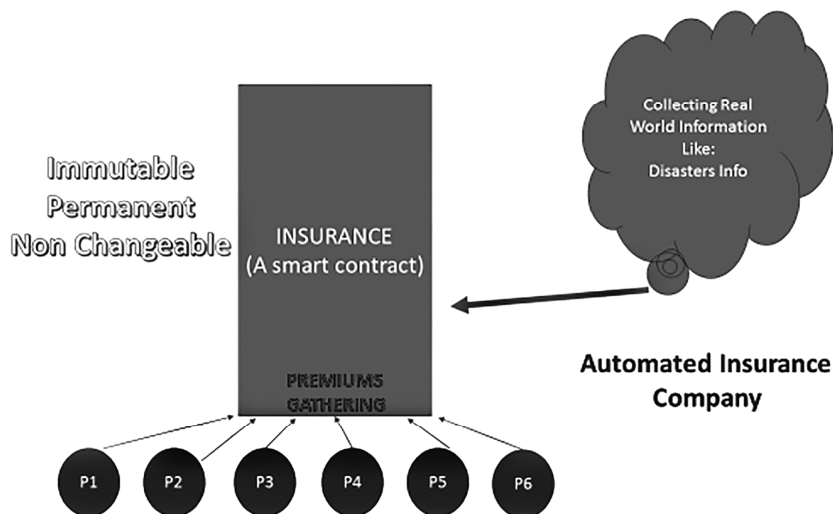 Immutable
Permanent
Non Changeable
INSURANCE
(A smart contract)
PREMIUMS
GATHERING
Collecting Real
World Information
Like:
Disasters Info
Automated Insurance
Company
P1
P2
P3
P4
P5
P6